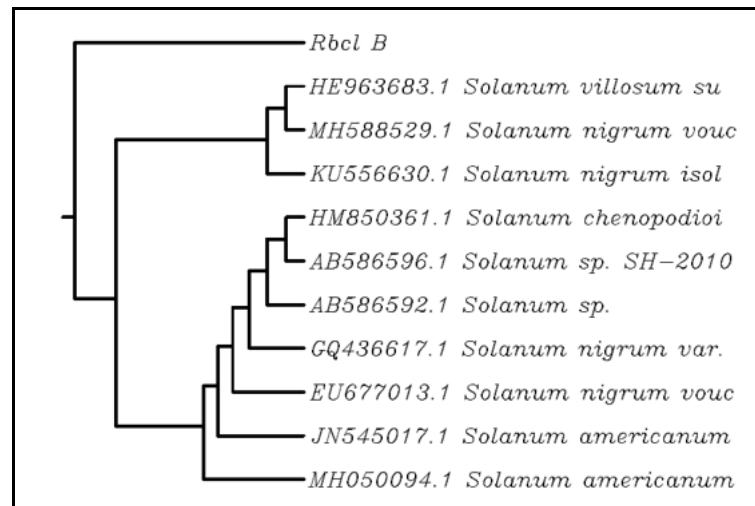 Rbcl B
HE963683.1 Solanum villosum su
MH588529.1 Solanum nigrum vouc
KU556630.1 Solanum nigrum isol
HM850361.1 Solanum chenopodioi
AB586596.1 Solanum sp. SH-2010
AB586592.1 Solanum sp.
GQ436617.1 Solanum nigrum var.
EU677013.1 Solanum nigrum vouc
JN545017.1 Solanum americanum
MH050094.1 Solanum americanum